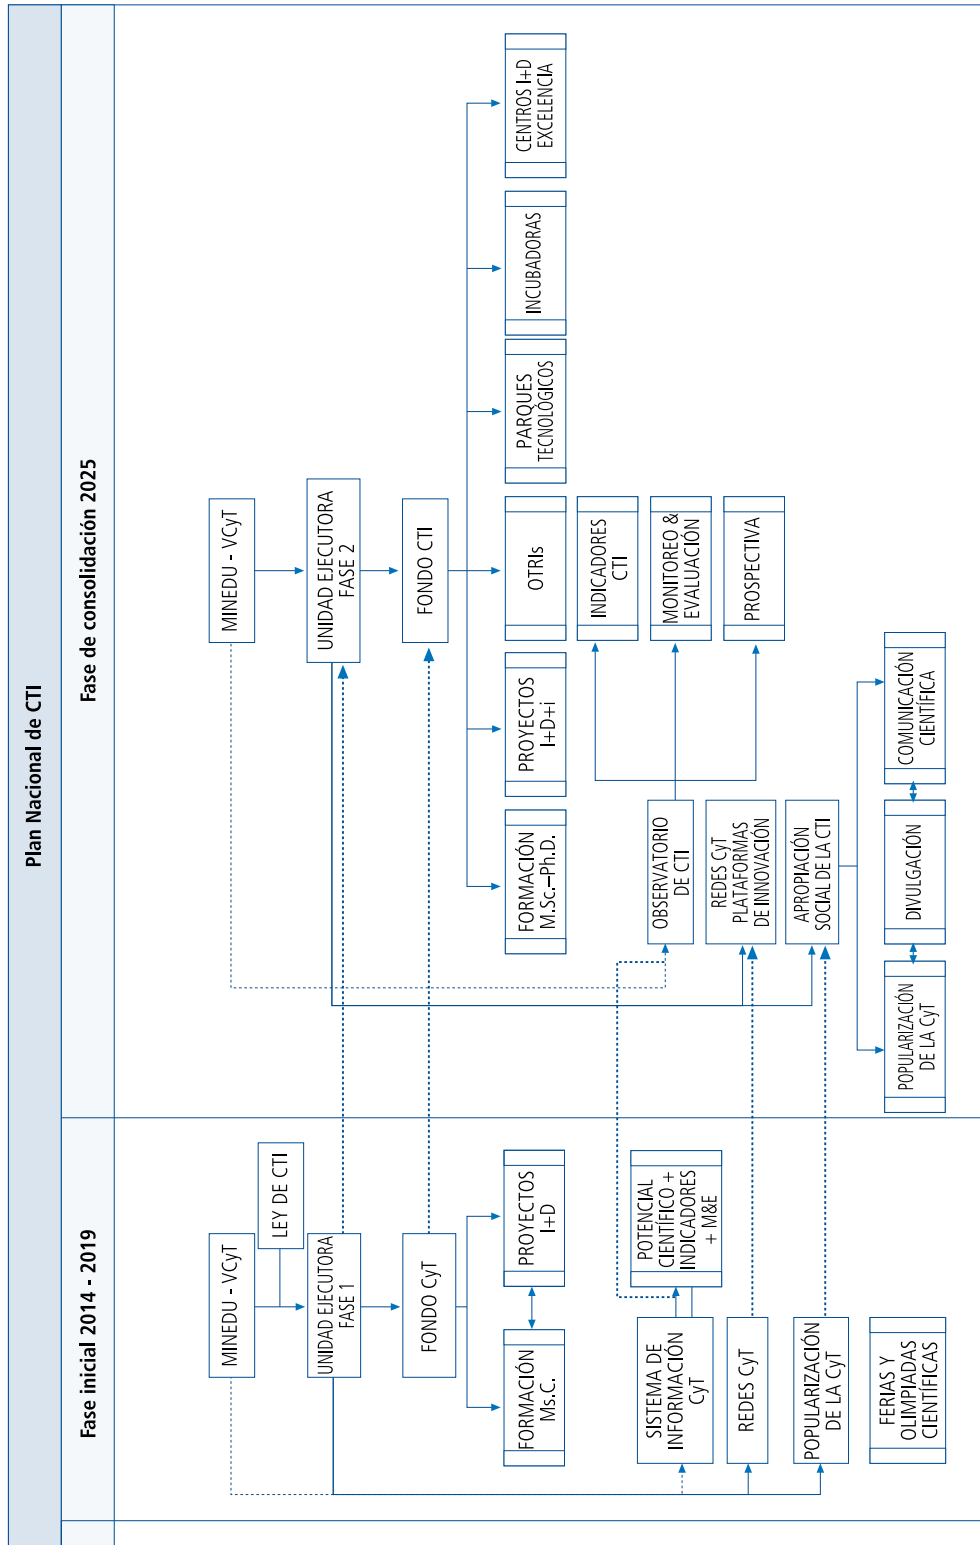 Plan Nacional de CTI
Fase inicial 2014 - 2019
MINEDU - VCyT
LEY DE CTI
UNIDAD EJECUTORA
FASE 1
FONDO CyT
FORMACIÓN
Ms.C.
PROYECTOS
I+D
SISTEMA DE
INFORMACIÓN
CyT
POTENCIAL
CIENTÍFICO +
INDICADORES
+ M&E
REDES CyT
POPULARIZACIÓN
DE LA CyT
FERIAS Y
OLIMPIADAS
CIENTÍFICAS
Fase de consolidación 2025
MINEDU - VCyT
UNIDAD EJECUTORA
FASE 2
FONDO CTI
FORMACIÓN
M.Sc.–Ph.D.
PROYECTOS
I+D+i
OTRIs
PARQUES
TECNOLÓGICOS
INCUBADORAS
CENTROS I+D
EXCELENCIA
OBSERVATORIO
DE CTI
INDICADORES
CTI
MONITOREO &
EVALUACIÓN
PROSPECTIVA
REDES CyT
PLATAFORMAS
DE INNOVACIÓN
APROPIACIÓN
SOCIAL DE LA CTI
POPULARIZACIÓN
DE LA CyT
DIVULGACIÓN
COMUNICACIÓN
CIENTÍFICA